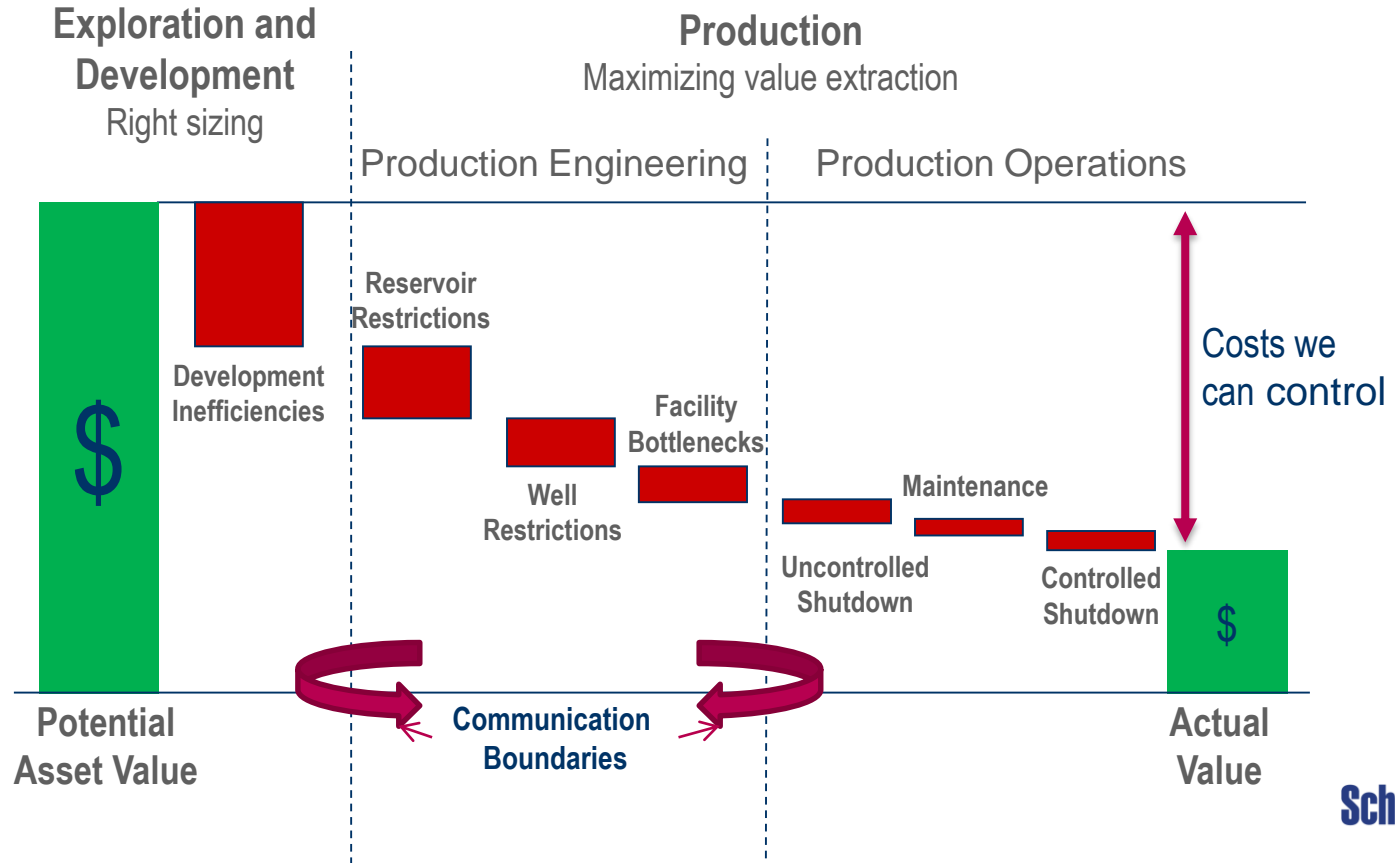 Exploration and
Development
Right sizing
Production
Maximizing value extraction
Production Engineering
Production Operations
$
Development
Inefficiencies
Reservoir
Restrictions
Well
Restrictions
Facility
Bottlenecks
Uncontrolled
Shutdown
Maintenance
Controlled
Shutdown
Costs we
can control
$
Potential
Asset Value
Communication
Boundaries
Actual
Value
Sch